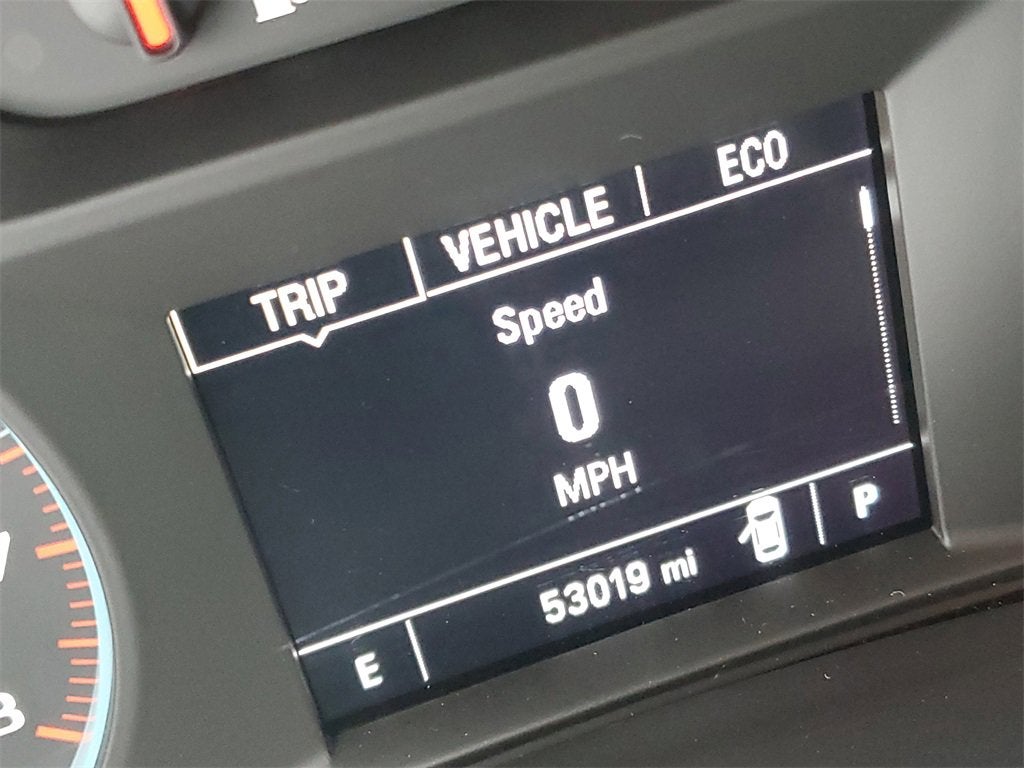 TRIP VEHICLE ECO
Speed
0
MPH
E 53019 mi P